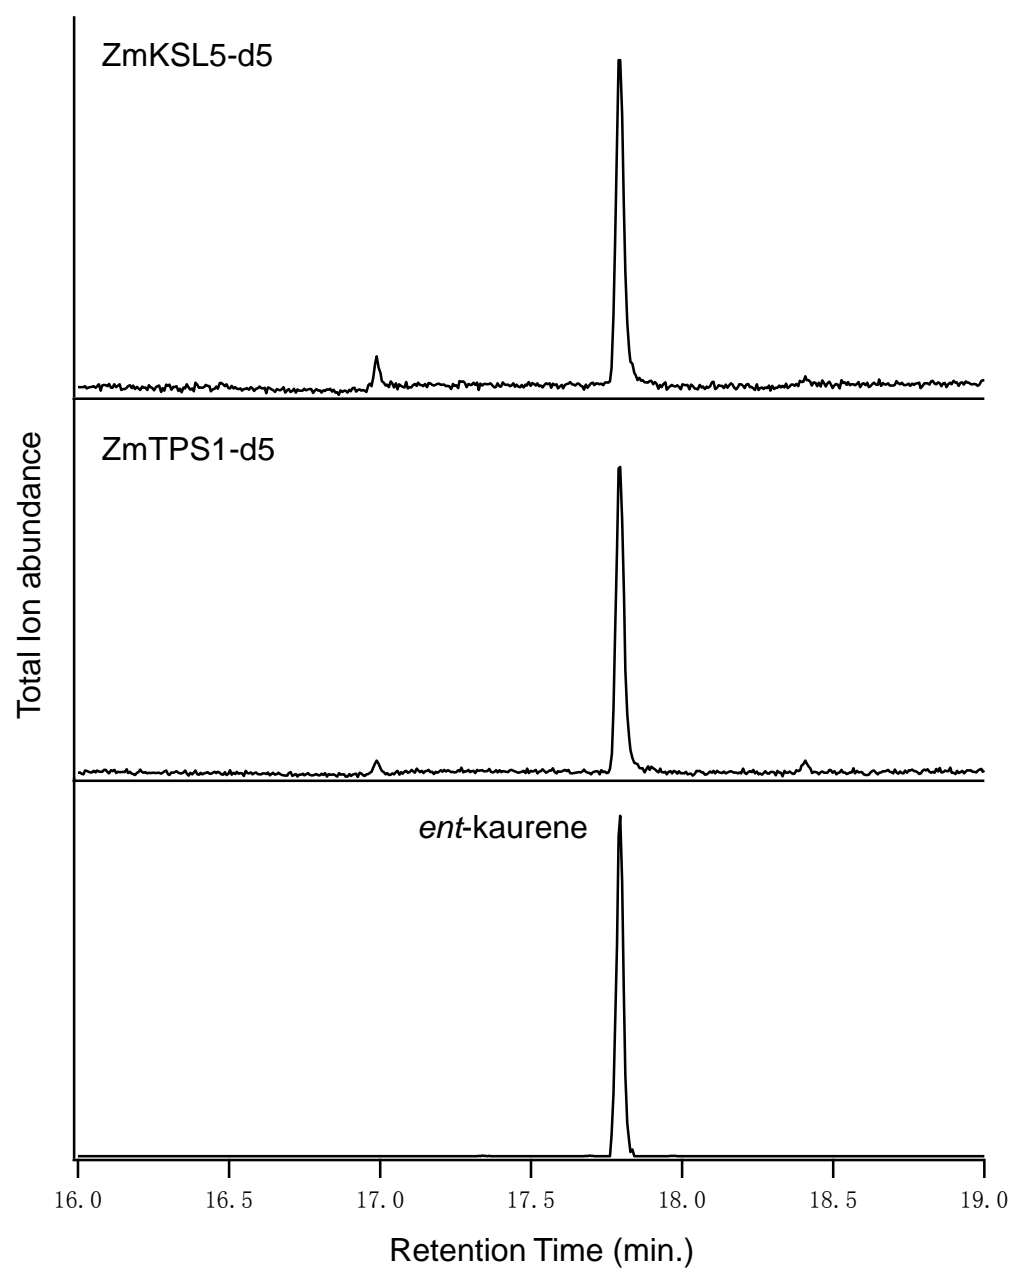 ZmKSL5-d5
ZmTPS1-d5
Total Ion abundance
ent-kaurene
16.0 16.5 17.0 17.5 18.0 18.5 19.0
Retention Time (min.)